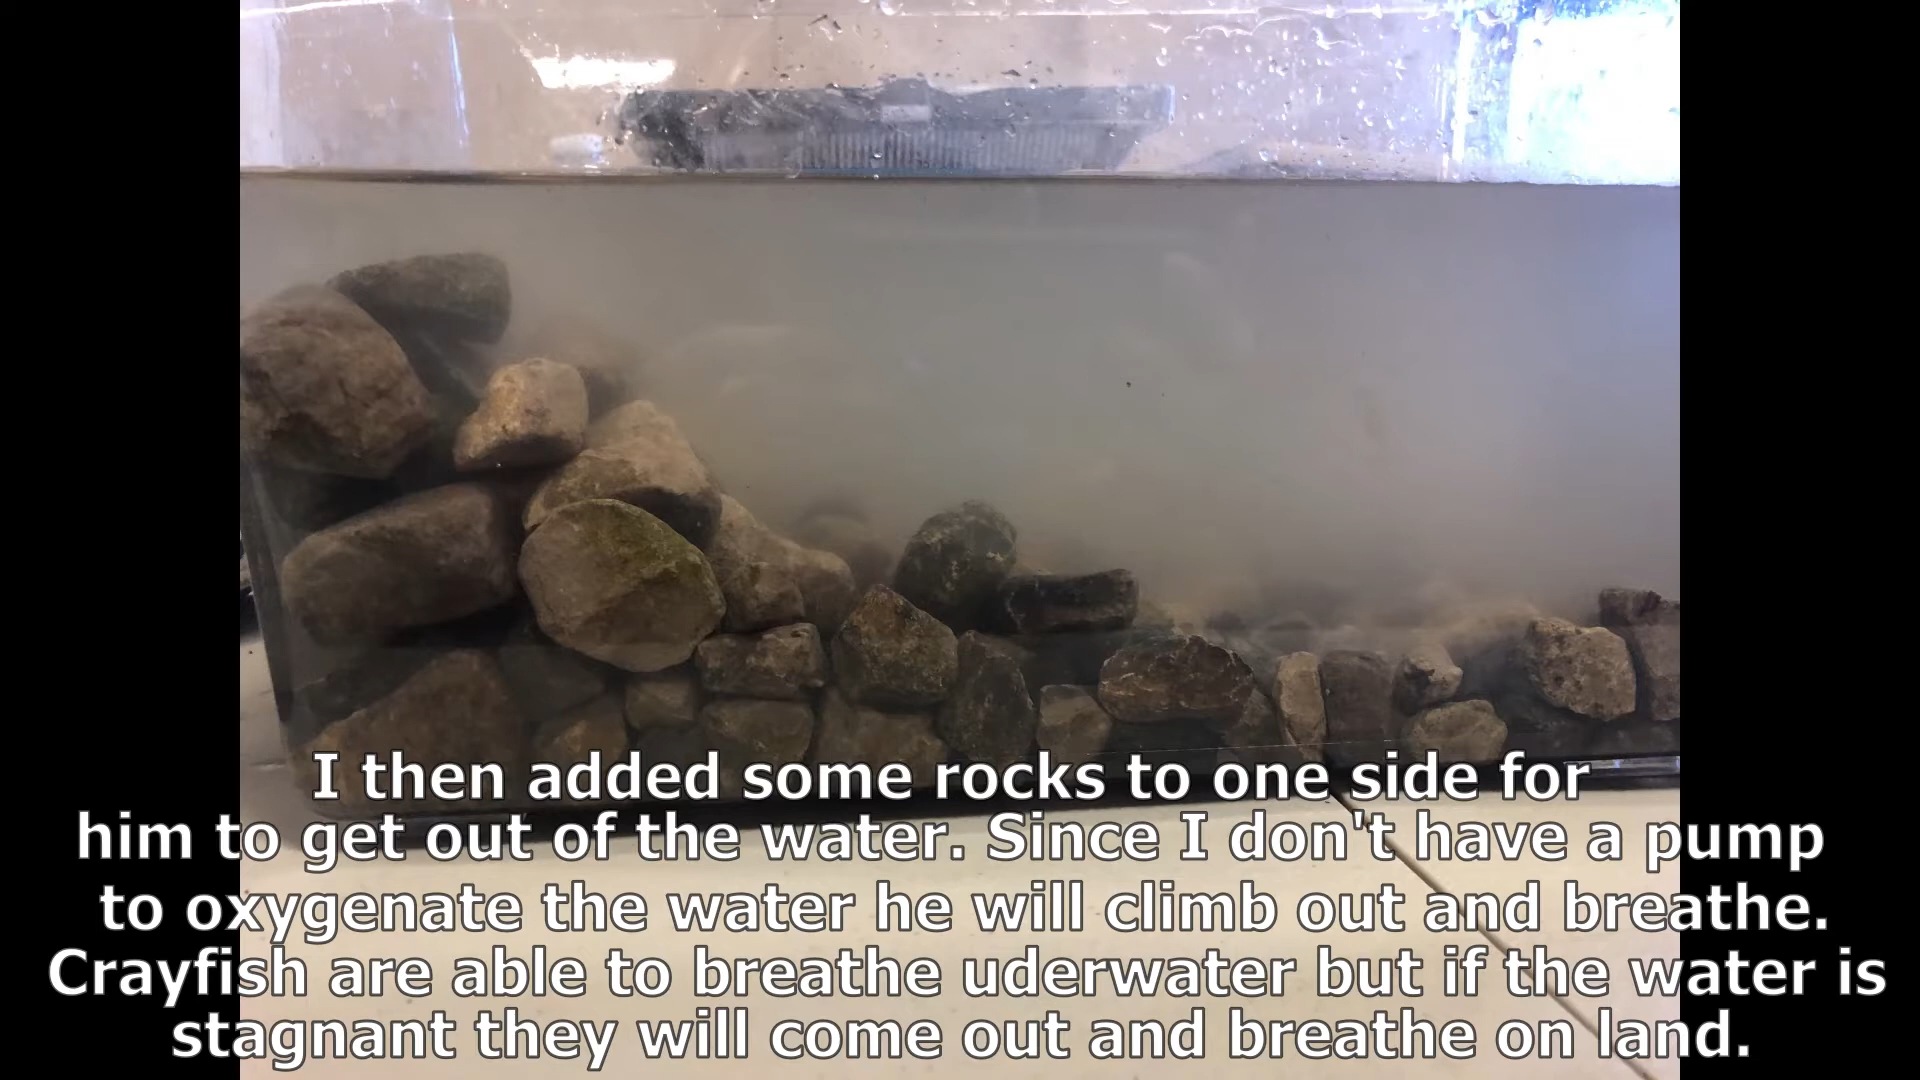 I then added some rocks to one side for
him to get out of the water. Since I don't have a pump
to oxygenate the water he will climb out and breathe.
Crayfish are able to breathe uderwater but if the water is
stagnant they will come out and breathe on land.